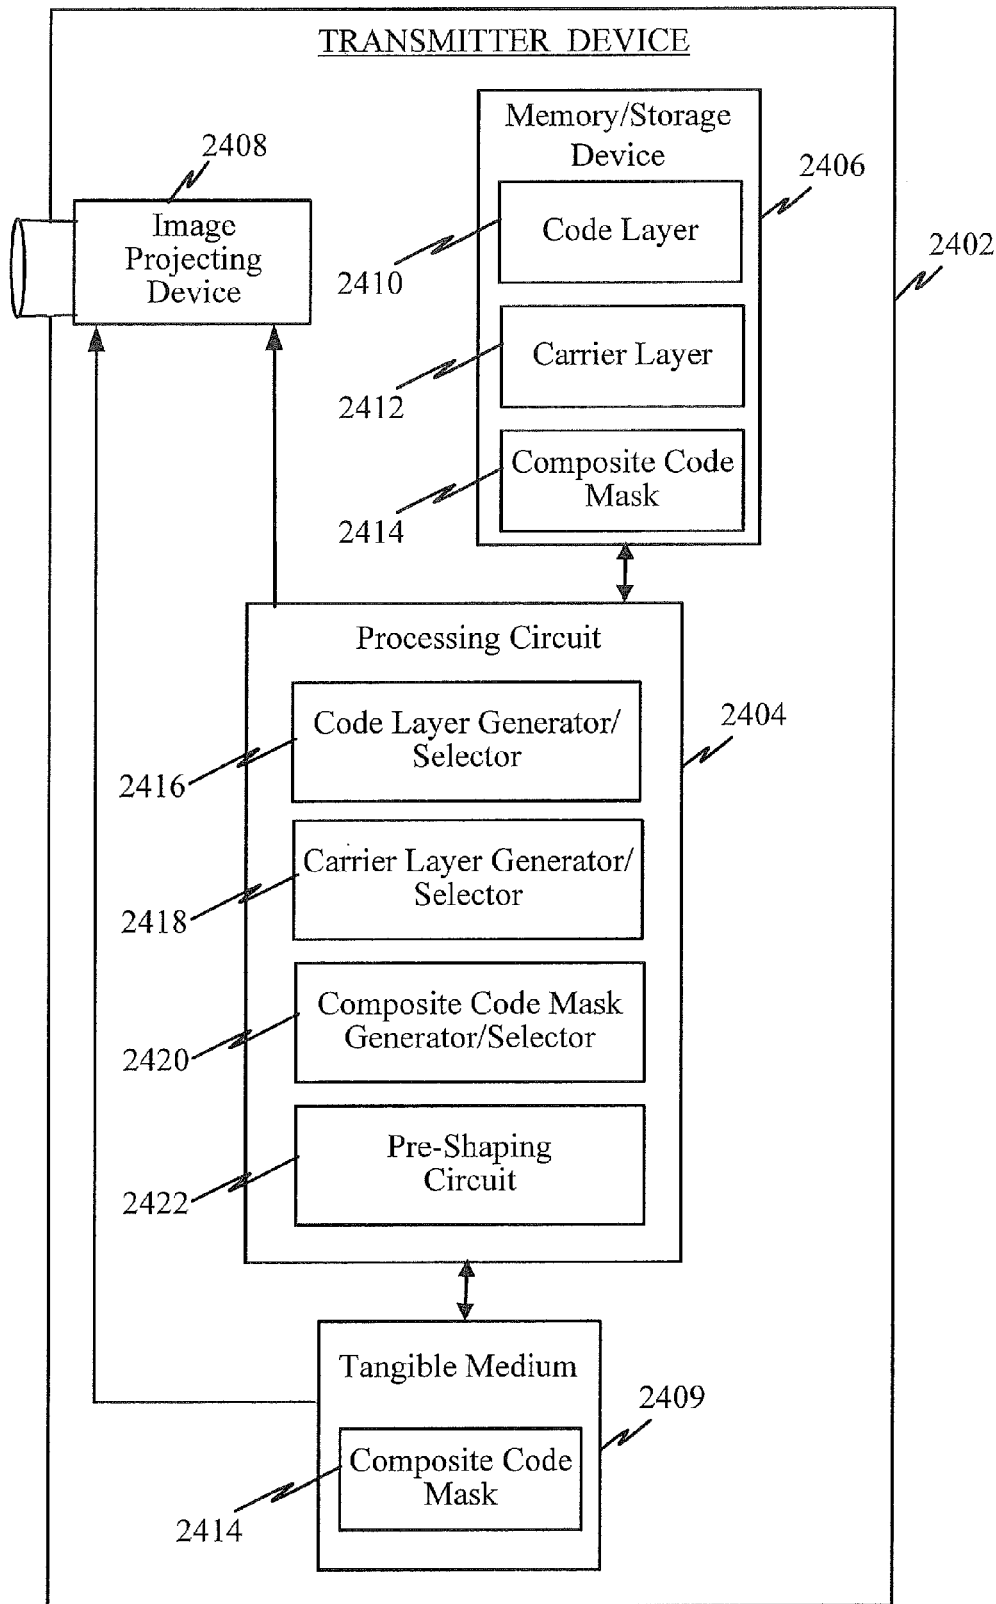 TRANSMITTER DEVICE
Memory/Storage
Device
2408
2406
Image
Projecting
Device
Code Layer
2410
2402
Carrier Layer
2412
Composite Code
Mask
2414
Processing Circuit
Code Layer Generator/
Selector
2404
2416
Carrier Layer Generator/
Selector
2418
Composite Code Mask
Generator/Selector
2420
Pre-Shaping
Circuit
2422
Tangible Medium
2409
Composite Code
Mask
2414